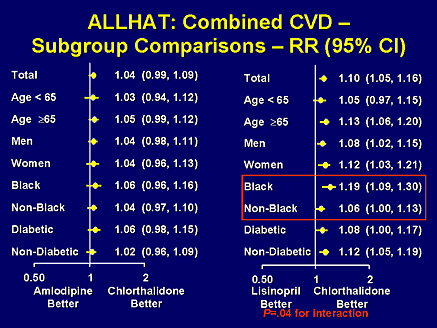 ALLHAT: Combined CVD –
Subgroup Comparisons – RR (95% CI)
Total 1.04 (0.99, 1.09)
Age < 65 1.03 (0.94, 1.12)
Age ≥65 1.05 (0.99, 1.12)
Men 1.04 (0.98, 1.11)
Women 1.04 (0.96, 1.13)
Black 1.06 (0.96, 1.16)
Non-Black 1.04 (0.97, 1.10)
Diabetic 1.06 (0.98, 1.15)
Non-Diabetic 1.02 (0.96, 1.09)
0.50 1 2
Amlodipine Chlorthalidone
Better Better
Total 1.10 (1.05, 1.16)
Age < 65 1.05 (0.97, 1.15)
Age ≥65 1.13 (1.06, 1.20)
Men 1.08 (1.02, 1.15)
Women 1.12 (1.03, 1.21)
Black 1.19 (1.09, 1.30)
Non-Black 1.06 (1.00, 1.13)
Diabetic 1.08 (1.00, 1.17)
Non-Diabetic 1.12 (1.05, 1.19)
0.50 1 2
Lisinopril Chlorthalidone
Better Better
P=.04 for interaction